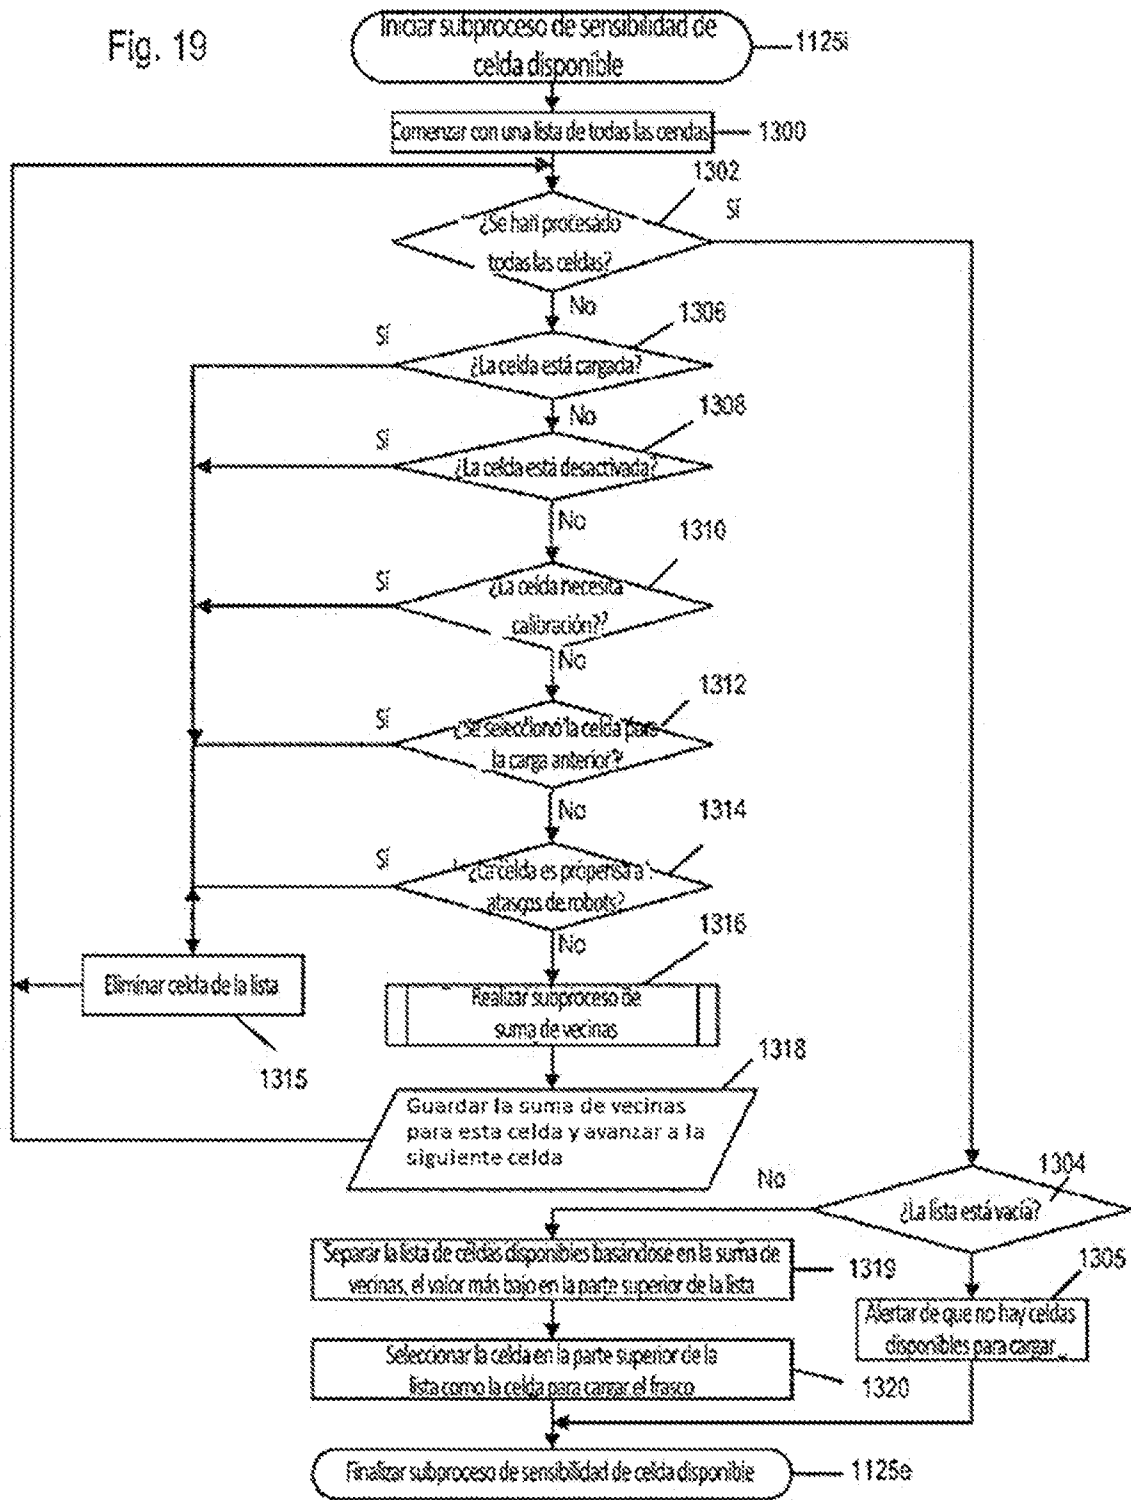 Fig. 19
Iniciar subproceso de sensibilidad de
celda disponible
1125i
Comenzar con una lista de todas las cendas
1300
1302
Sí
¿Se han procesado
todas las celdas?
No
1306
Sí
¿La celda está cargada?
No
1308
Sí
¿La celda está desactivada?
No
1310
Sí
¿La celda necesita
calibración??
No
1312
Sí
¿Se seleccionó la celda para
la carga anterior?
No
1314
Sí
¿La celda es propensa a
atascos de robots?
No
1316
Eliminar celda de la lista
1315
Realizar subproceso de
suma de vecinas
1318
Guardar la suma de vecinas
para esta celda y avanzar a la
siguiente celda
No
1304
¿La lista está vacía?
Separar la lista de celdas disponibles basándose en la suma de
vecinas, el valor más bajo en la parte superior de la lista
1319
1305
Alertar de que no hay celdas
disponibles para cargar
Seleccionar la celda en la parte superior de la
lista como la celda para cargar el frasco
1320
Finalizar subproceso de sensibilidad de celda disponible
1125e